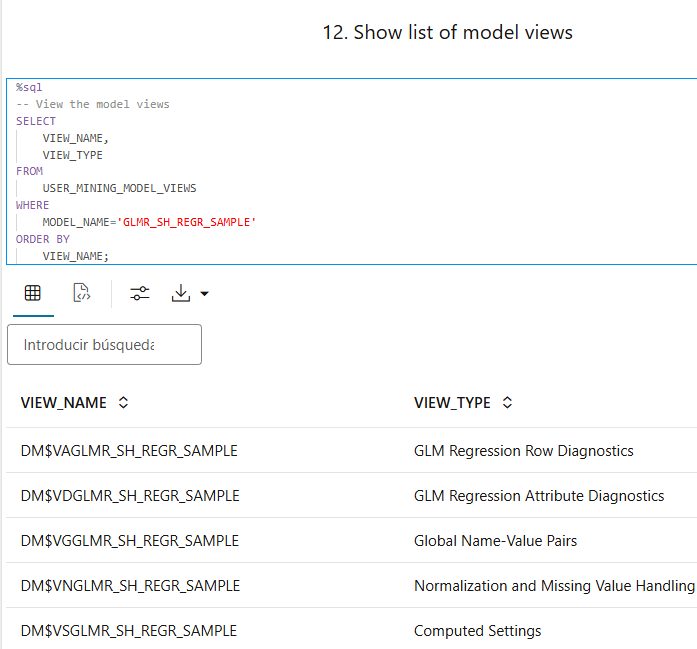 12. Show list of model views
%sql
-- View the model views
SELECT
VIEW_NAME,
VIEW_TYPE
FROM
USER_MINING_MODEL_VIEWS
WHERE
MODEL_NAME='GLMR_SH_REGR_SAMPLE'
ORDER BY
VIEW_NAME;
Introducir búsqueda
VIEW_NAME VIEW_TYPE
DM$VAGLMR_SH_REGR_SAMPLE GLM Regression Row Diagnostics
DM$VDGLMR_SH_REGR_SAMPLE GLM Regression Attribute Diagnostics
DM$VGGLMR_SH_REGR_SAMPLE Global Name-Value Pairs
DM$VNGLMR_SH_REGR_SAMPLE Normalization and Missing Value Handling
DM$VSGLMR_SH_REGR_SAMPLE Computed Settings